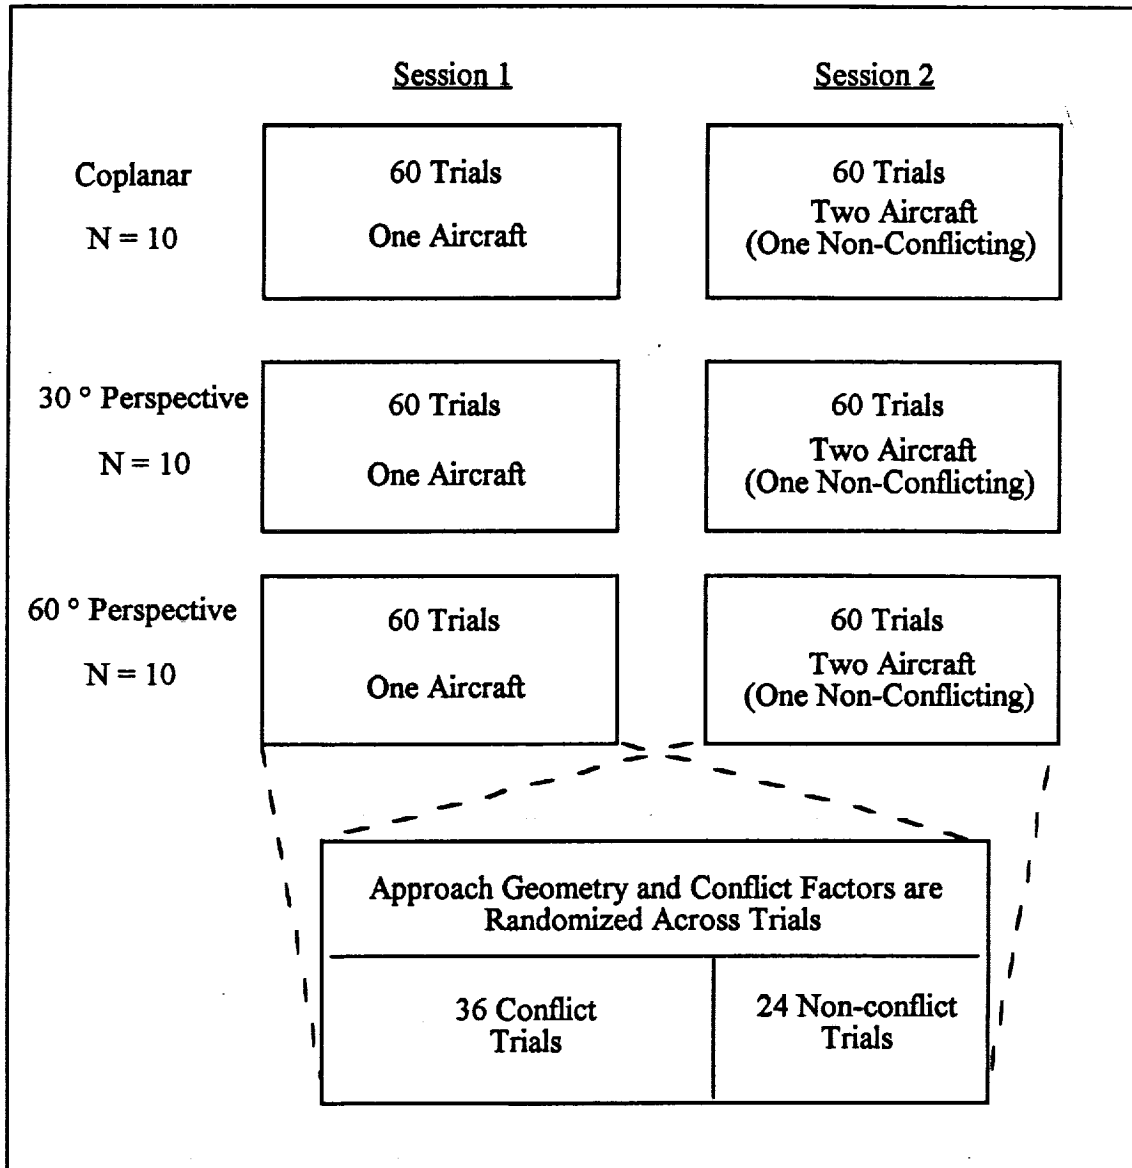 Session 1
Session 2
Coplanar
N = 10
60 Trials
One Aircraft
60 Trials
Two Aircraft
(One Non-Conflicting)
30 ° Perspective
N = 10
60 Trials
One Aircraft
60 Trials
Two Aircraft
(One Non-Conflicting)
60 ° Perspective
N = 10
60 Trials
One Aircraft
60 Trials
Two Aircraft
(One Non-Conflicting)
Approach Geometry and Conflict Factors are
Randomized Across Trials
36 Conflict
Trials
24 Non-conflict
Trials